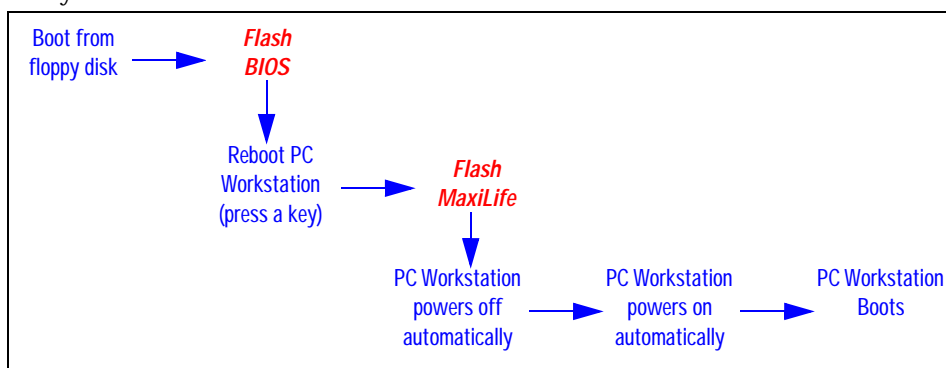 Boot from
floppy disk
Flash
BIOS
Reboot PC
Workstation
(press a key)
Flash
MaxiLife
PC Workstation
powers off
automatically
PC Workstation
powers on
automatically
PC Workstation
Boots